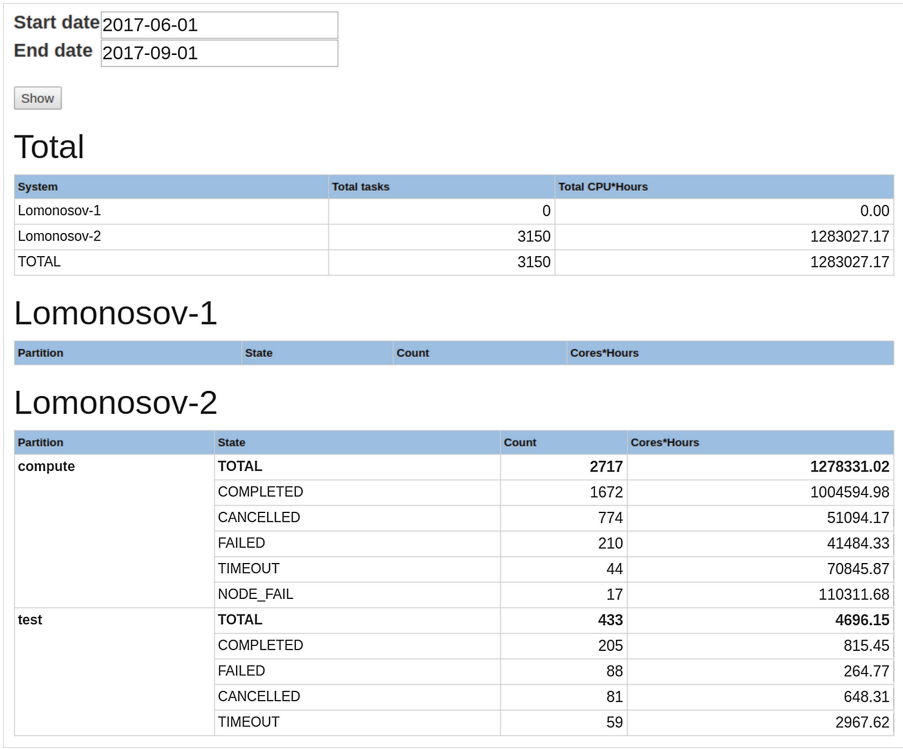 Start date 2017-06-01
End date 2017-09-01
Show
Total
System Total tasks Total CPU*Hours
Lomonosov-1 0 0.00
Lomonosov-2 3150 1283027.17
TOTAL 3150 1283027.17
Lomonosov-1
Partition State Count Cores*Hours
Lomonosov-2
Partition State Count Cores*Hours
compute TOTAL 2717 1278331.02
COMPLETED 1672 1004594.98
CANCELLED 774 51094.17
FAILED 210 41484.33
TIMEOUT 44 70845.87
NODE_FAIL 17 110311.68
test TOTAL 433 4696.15
COMPLETED 205 815.45
FAILED 88 264.77
CANCELLED 81 648.31
TIMEOUT 59 2967.62